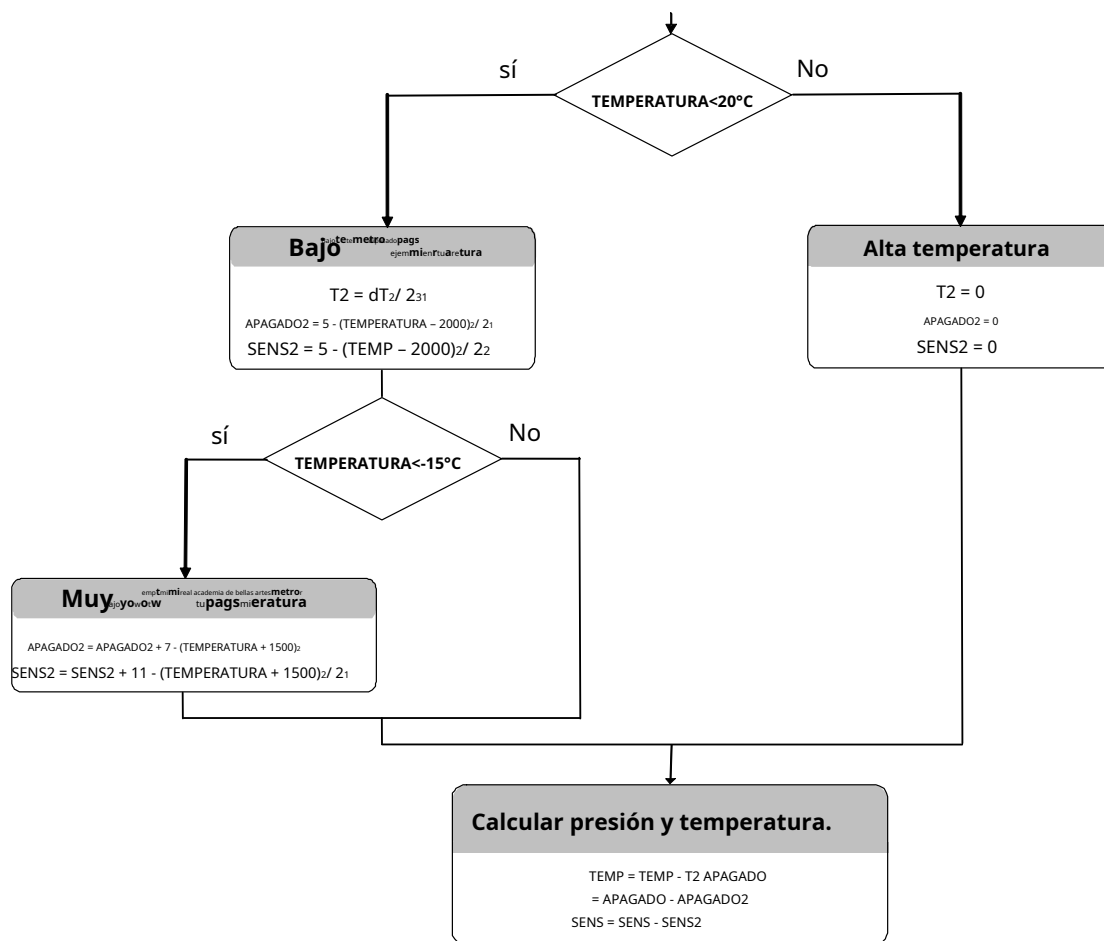 sí
No
TEMPERATURA<20°C
Bajo
Alta temperatura
T2 = dT2/ 231
APAGADO2 = 5 - (TEMPERATURA – 2000)2/ 21
SENS2 = 5 - (TEMP – 2000)2/ 22
T2 = 0
APAGADO2 = 0
SENS2 = 0
sí
No
TEMPERATURA<-15°C
Muy
APAGADO2 = APAGADO2 + 7 - (TEMPERATURA + 1500)2
SENS2 = SENS2 + 11 - (TEMPERATURA + 1500)2/ 21
Calcular presión y temperatura.
TEMP = TEMP - T2 APAGADO
= APAGADO - APAGADO2
SENS = SENS - SENS2